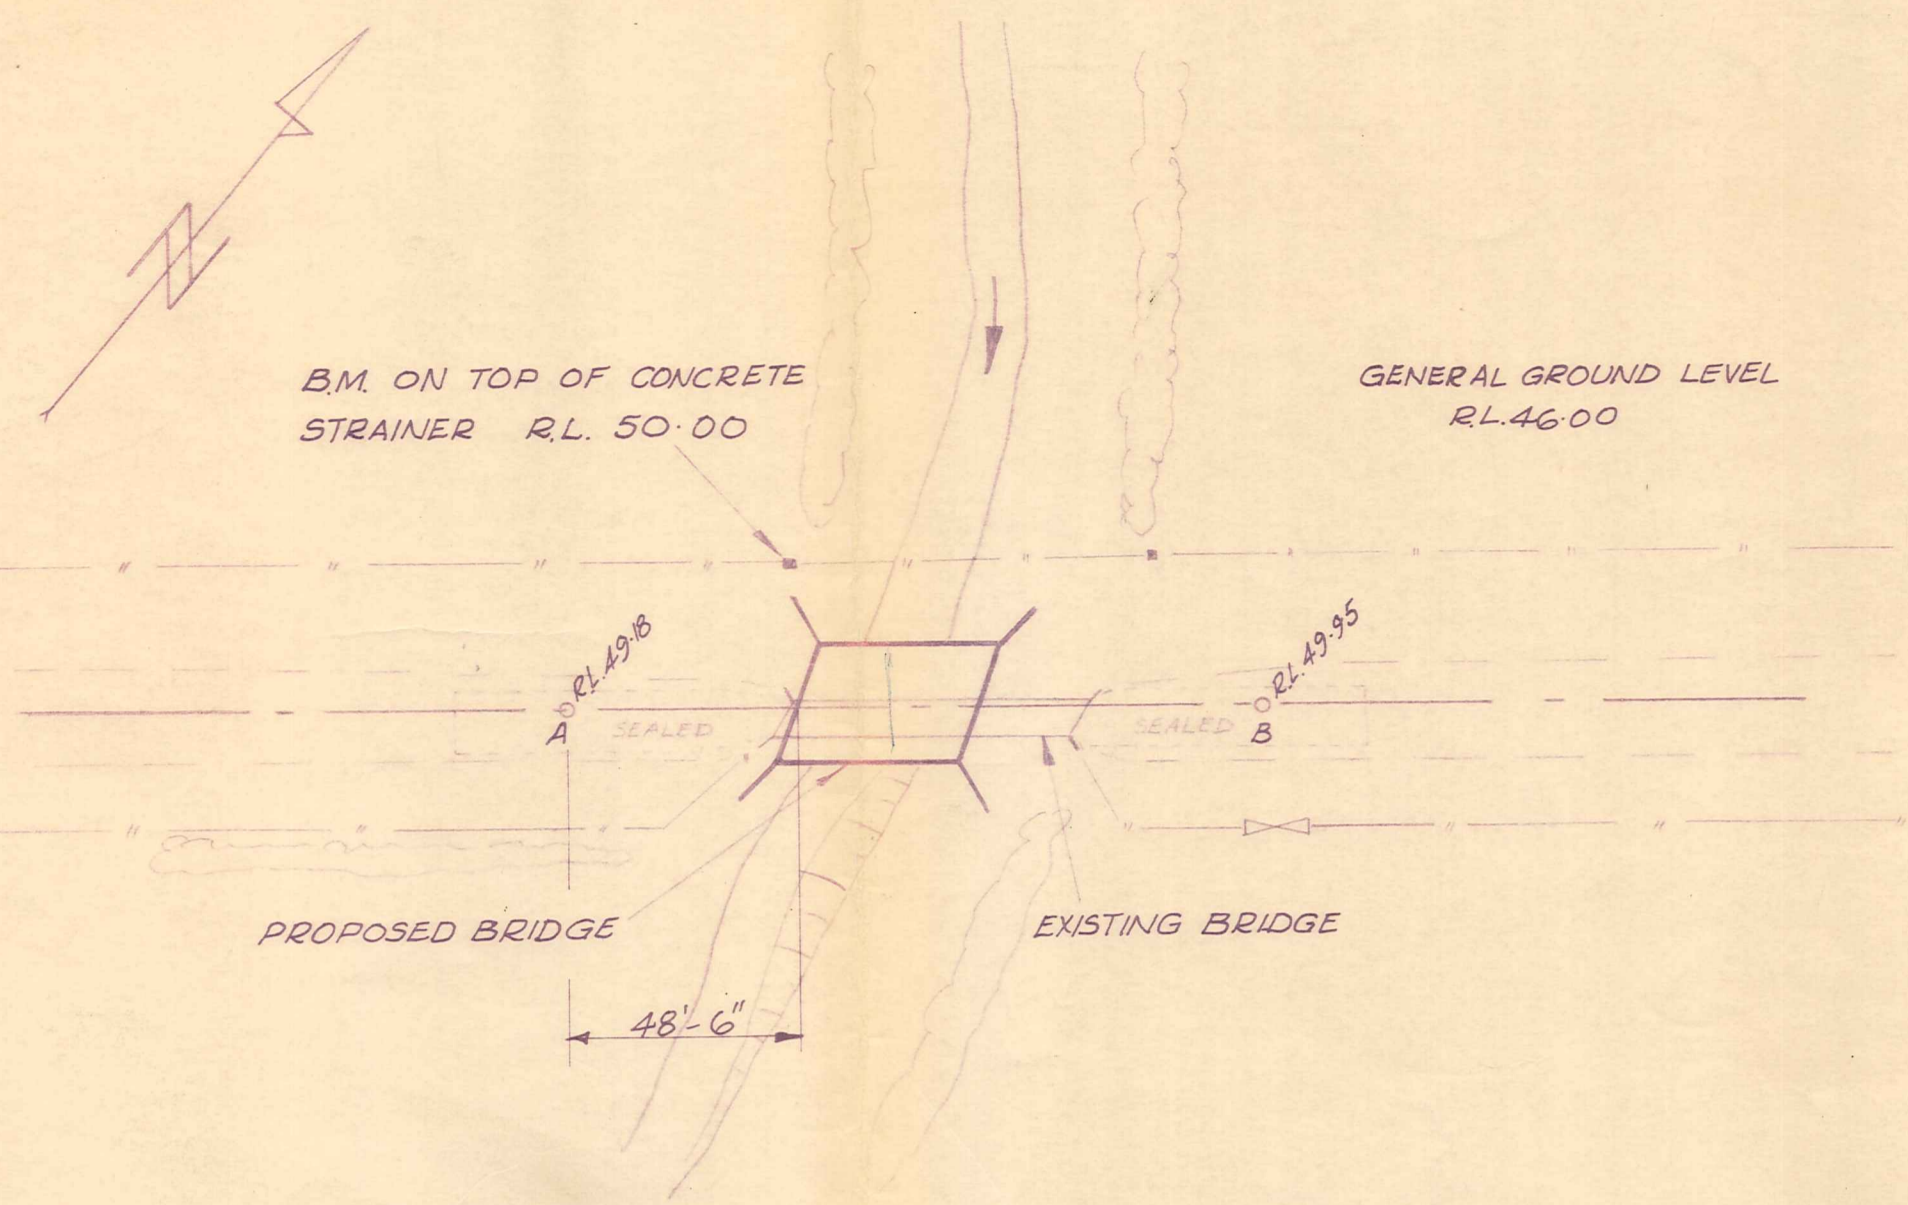 N
B.M. ON TOP OF CONCRETE
STRAINER R.L. 50·00
GENERAL GROUND LEVEL
R.L. 46·00
R.L. 49·18
R.L. 49·95
A
SEALED
SEALED
B
PROPOSED BRIDGE
EXISTING BRIDGE
48'-6"